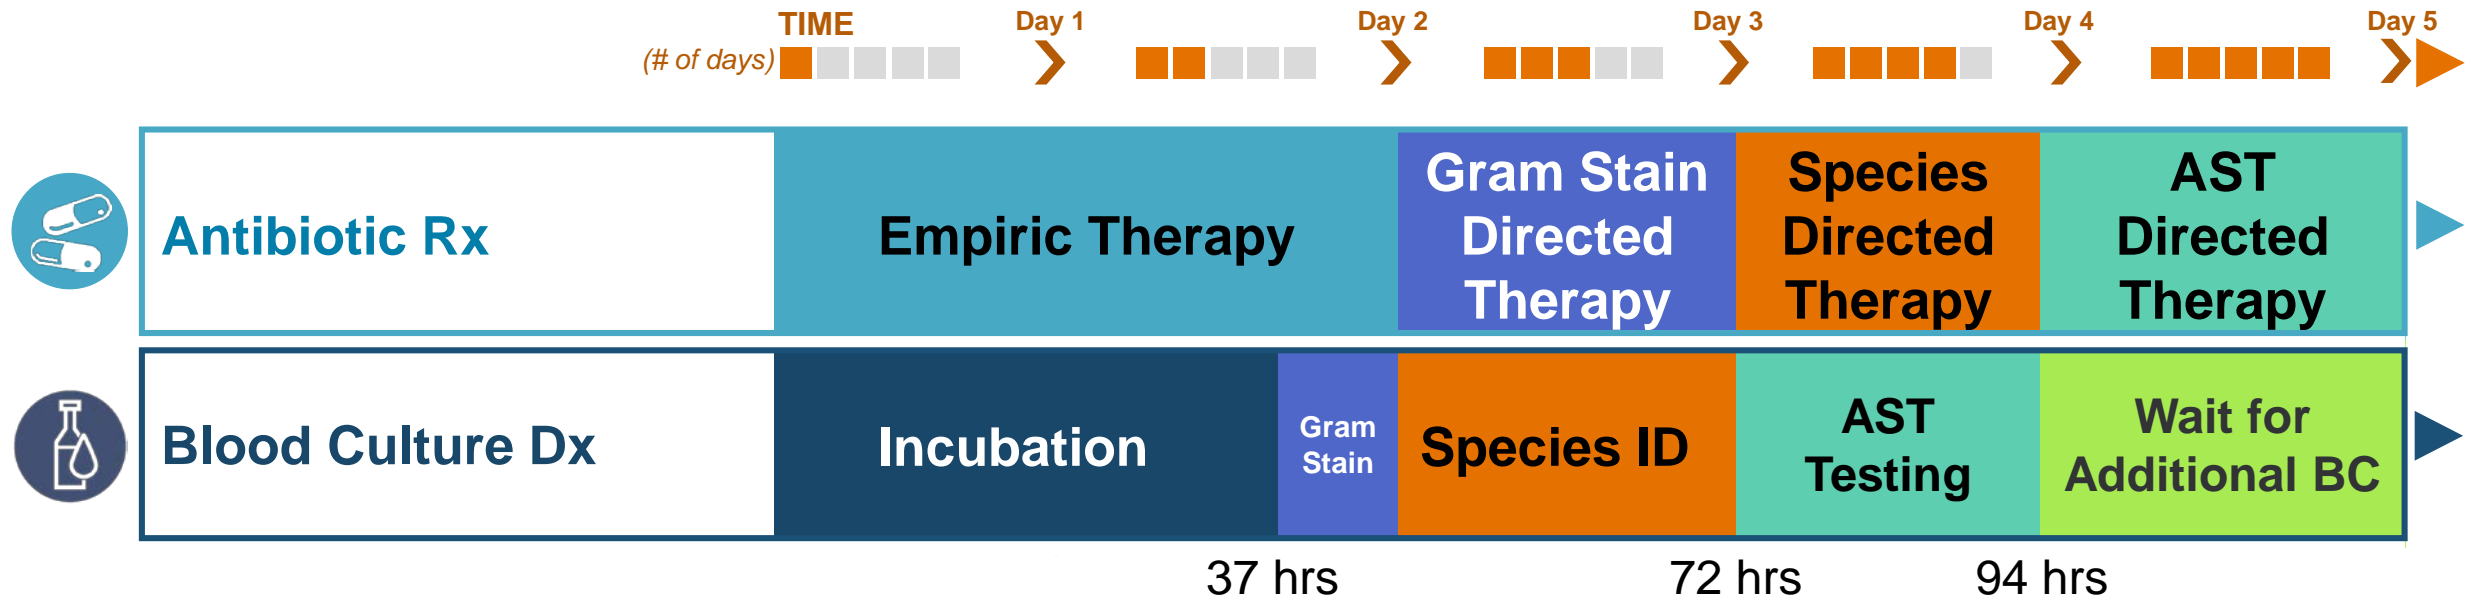 TIME
Day 1
Day 2
Day 3
Day 4
Day 5
(# of days)
Antibiotic Rx
Empiric Therapy
Gram Stain
Directed
Therapy
Species
Directed
Therapy
AST
Directed
Therapy
Blood Culture Dx
Incubation
Gram
Stain
Species ID
AST
Testing
Wait for
Additional BC
37 hrs
72 hrs
94 hrs